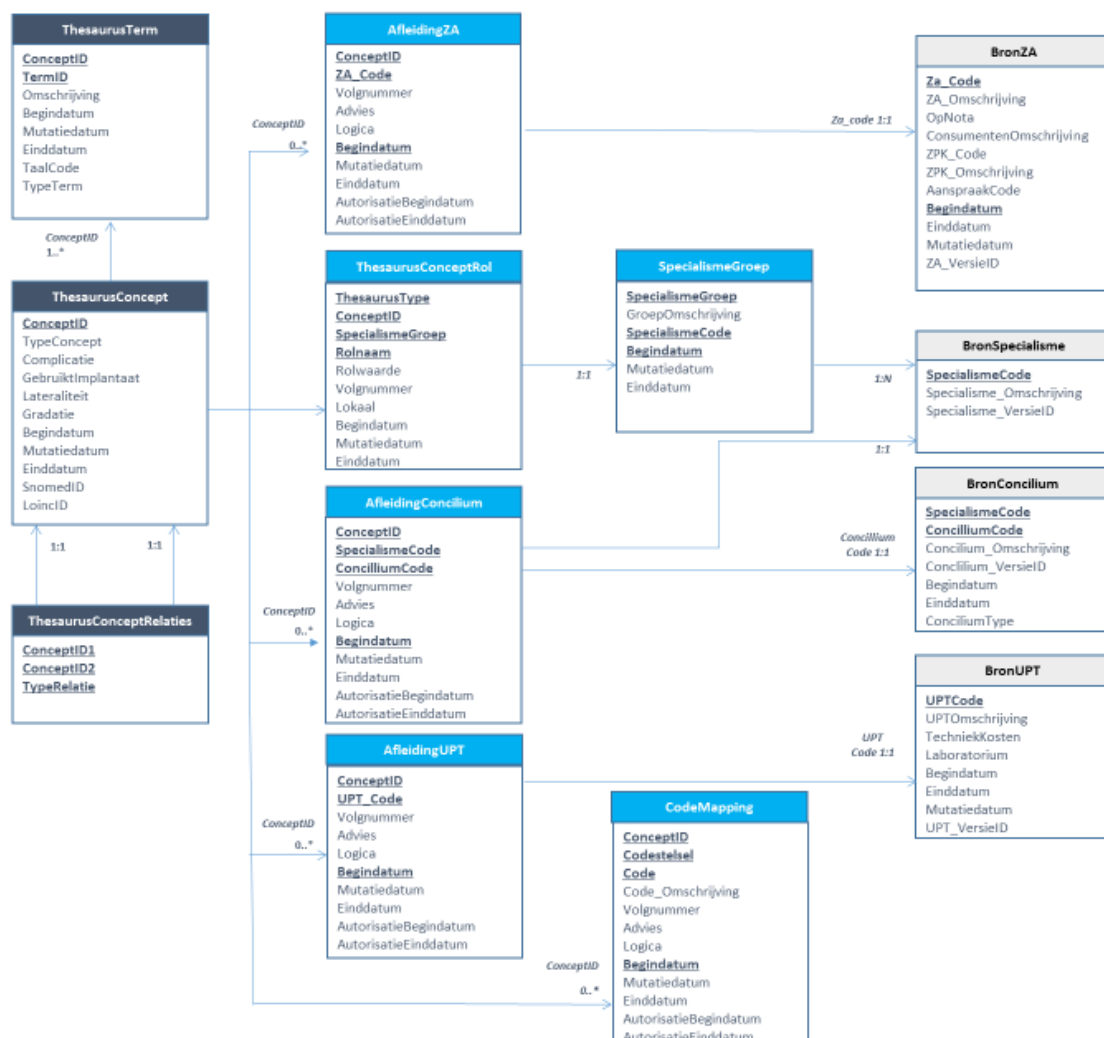 ThesaurusTerm
ConceptID
TermID
Omschrijving
Begindatum
Mutatiedatum
Einddatum
TaalCode
TypeTerm
ConceptID
1..*
ThesaurusConcept
ConceptID
TypeConcept
Complicatie
GebruiktImplantaat
Lateraliteit
Gradatie
Begindatum
Mutatiedatum
Einddatum
SnomedID
LoincID
1:1
1:1
ThesaurusConceptRelaties
ConceptID1
ConceptID2
TypeRelatie
ConceptID
0..*
AfleidingZA
ConceptID
ZA_Code
Volgnummer
Advies
Logica
Begindatum
Mutatiedatum
Einddatum
AutorisatieBegindatum
AutorisatieEinddatum
Za_code 1:1
BronZA
Za_Code
ZA_Omschrijving
OpNota
ConsumentenOmschrijving
ZPK_Code
ZPK_Omschrijving
AanspraakCode
Begindatum
Einddatum
Mutatiedatum
ZA_VersieID
ThesaurusConceptRol
ThesaurusType
ConceptID
SpecialismeGroep
Rolnaam
Rolwaarde
Volgnummer
Lokaal
Begindatum
Mutatiedatum
Einddatum
1:1
SpecialismeGroep
SpecialismeGroep
GroepOmschrijving
SpecialismeCode
Begindatum
Mutatiedatum
Einddatum
1:N
BronSpecialisme
SpecialismeCode
Specialisme_Omschrijving
Specialisme_VersieID
1:1
ConceptID
0..*
AfleidingConcilium
ConceptID
SpecialismeCode
ConcilliumCode
Volgnummer
Advies
Logica
Begindatum
Mutatiedatum
Einddatum
AutorisatieBegindatum
AutorisatieEinddatum
Concillium
Code 1:1
BronConcilium
SpecialismeCode
ConcilliumCode
Concilium_Omschrijving
Conclilium_VersieID
Begindatum
Einddatum
ConciliumType
ConceptID
0..*
AfleidingUPT
ConceptID
UPT_Code
Volgnummer
Advies
Logica
Begindatum
Mutatiedatum
Einddatum
AutorisatieBegindatum
AutorisatieEinddatum
UPT
Code 1:1
BronUPT
UPTCode
UPTOmschrijving
TechniekKosten
Laboratorium
Begindatum
Einddatum
Mutatiedatum
UPT_VersieID
ConceptID
0..*
CodeMapping
ConceptID
Codestelsel
Code
Code_Omschrijving
Volgnummer
Advies
Logica
Begindatum
Mutatiedatum
Einddatum
AutorisatieBegindatum
AutorisatieEinddatum